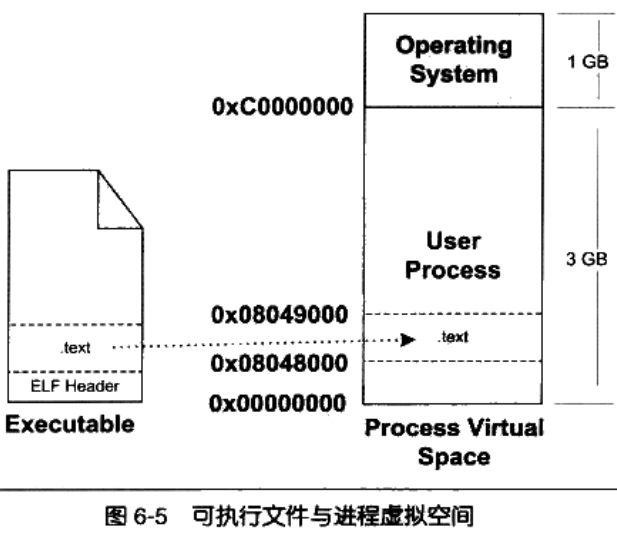 Operating
System
1 GB
0xC0000000
User
Process
3 GB
0x08049000
.text
.text
0x08048000
ELF Header
0x00000000
Executable
Process Virtual
Space
图 6-5 可执行文件与进程虚拟空间